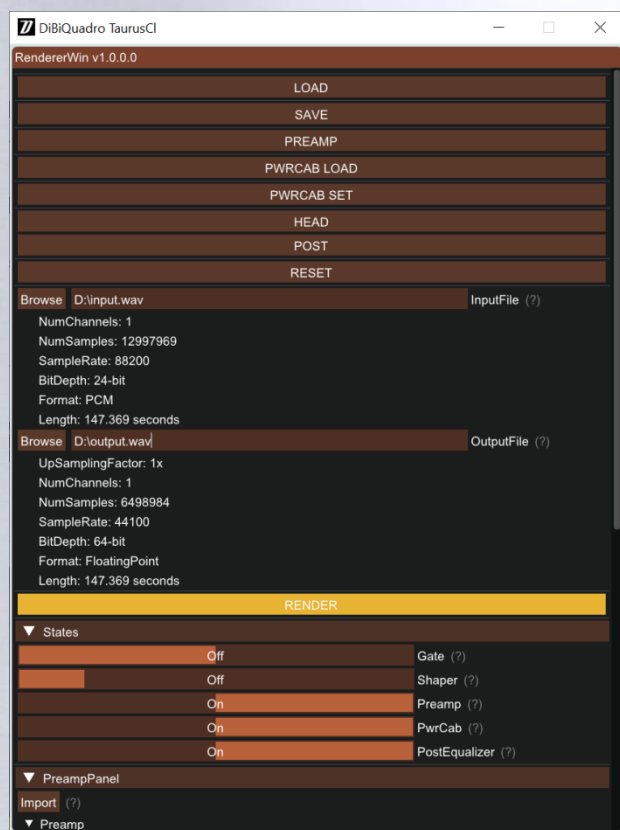 DiBiQuadro TaurusCl
RendererWin v1.0.0.0
LOAD
SAVE
PREAMP
PWRCAB LOAD
PWRCAB SET
HEAD
POST
RESET
Browse D:\input.wav InputFile (?)
NumChannels: 1
NumSamples: 12997969
SampleRate: 88200
BitDepth: 24-bit
Format: PCM
Length: 147.369 seconds
Browse D:\output.wav OutputFile (?)
UpSamplingFactor: 1x
NumChannels: 1
NumSamples: 6498984
SampleRate: 44100
BitDepth: 64-bit
Format: FloatingPoint
Length: 147.369 seconds
RENDER
States
Off Gate (?)
Off Shaper (?)
On Preamp (?)
On PwrCab (?)
On PostEqualizer (?)
PreampPanel
Import (?)
Preamp